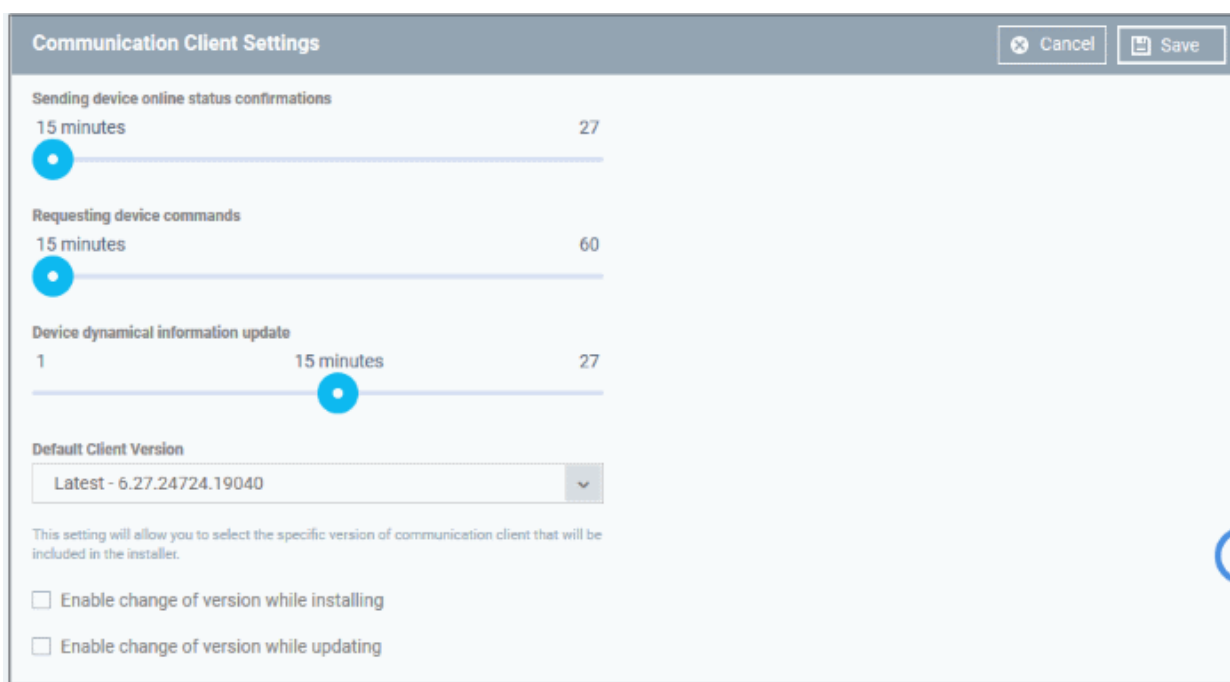 Communication Client Settings
Cancel
Save
Sending device online status confirmations
15 minutes 27
Requesting device commands
15 minutes 60
Device dynamical information update
1 15 minutes 27
Default Client Version
Latest - 6.27.24724.19040
This setting will allow you to select the specific version of communication client that will be
included in the installer.
Enable change of version while installing
Enable change of version while updating